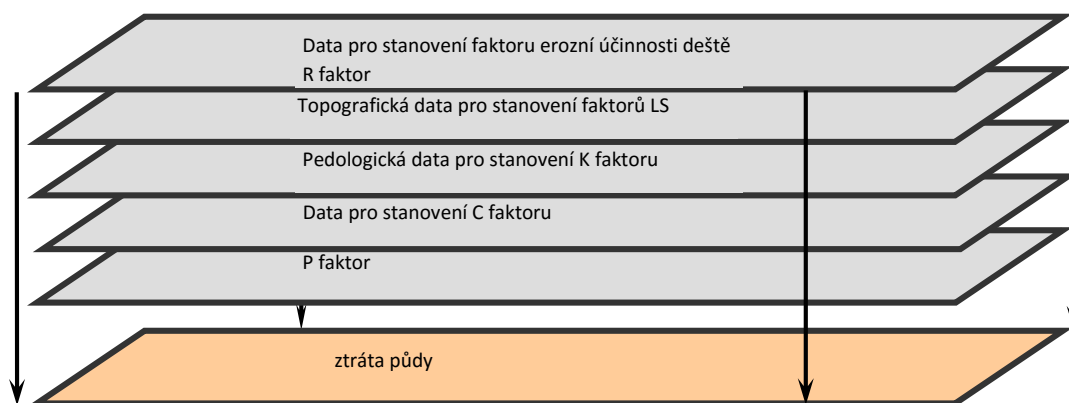 Data pro stanovení faktoru erozní účinnosti deště
R faktor
Topografická data pro stanovení faktorů LS
Pedologická data pro stanovení K faktoru
Data pro stanovení C faktoru
P faktor
ztráta půdy